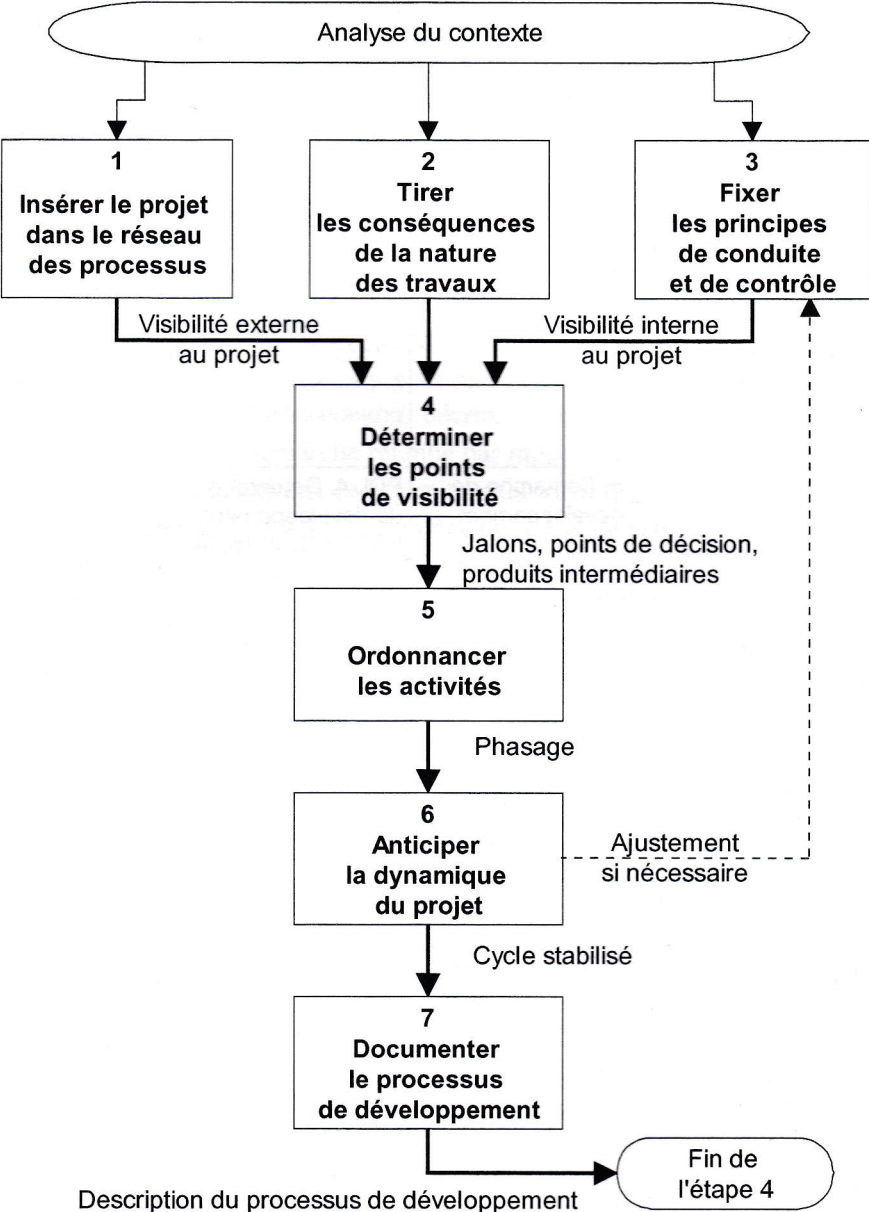 Analyse du contexte
1
Insérer le projet
dans le réseau
des processus
2
Tirer
les conséquences
de la nature
des travaux
3
Fixer
les principes
de conduite
et de contrôle
Visibilité externe
au projet
Visibilité interne
au projet
4
Déterminer
les points
de visibilité
Jalons, points de décision,
produits intermédiaires
5
Ordonnancer
les activités
Phasage
6
Anticiper
la dynamique
du projet
Ajustement
si nécessaire
Cycle stabilisé
7
Documenter
le processus
de développement
Fin de
l'étape 4
Description du processus de développement